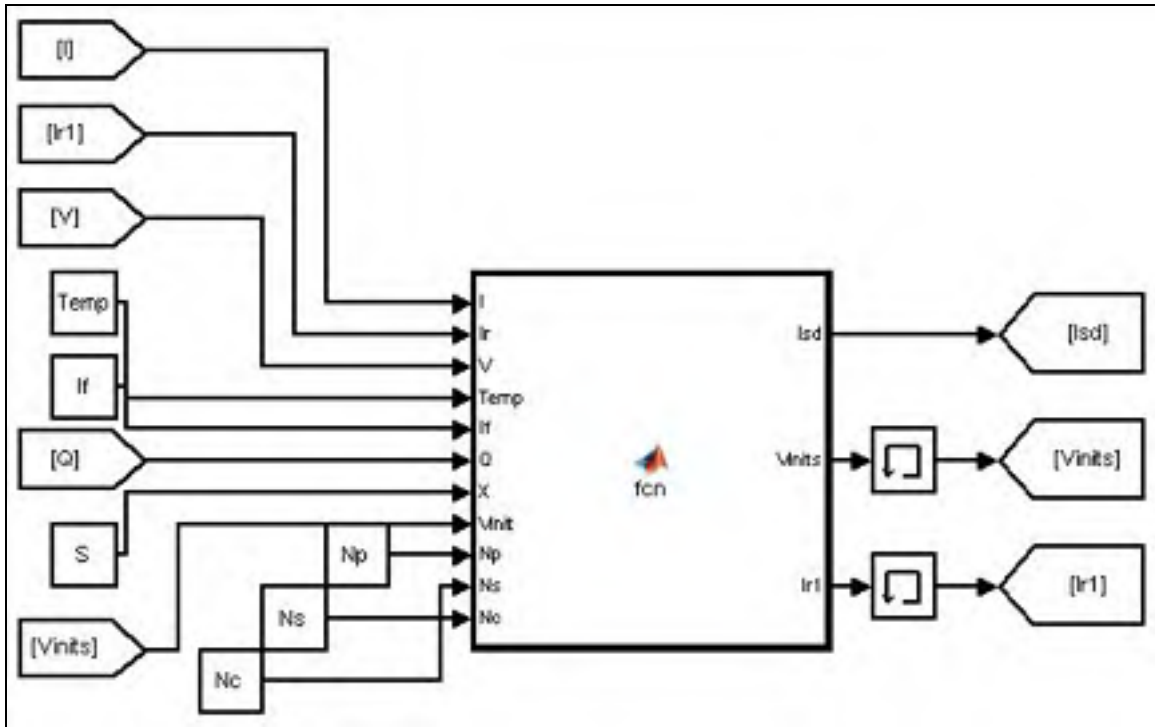 [I]
[Ir1]
[V]
Temp
If
[Q]
S
[Vinits]
Np
Ns
Nc
I
Ir
V
Temp
If
Q
X
Vinit
Np
Ns
Nc
fcn
Isd
Vinits
Ir1
[Isd]
[Vinits]
[Ir1]